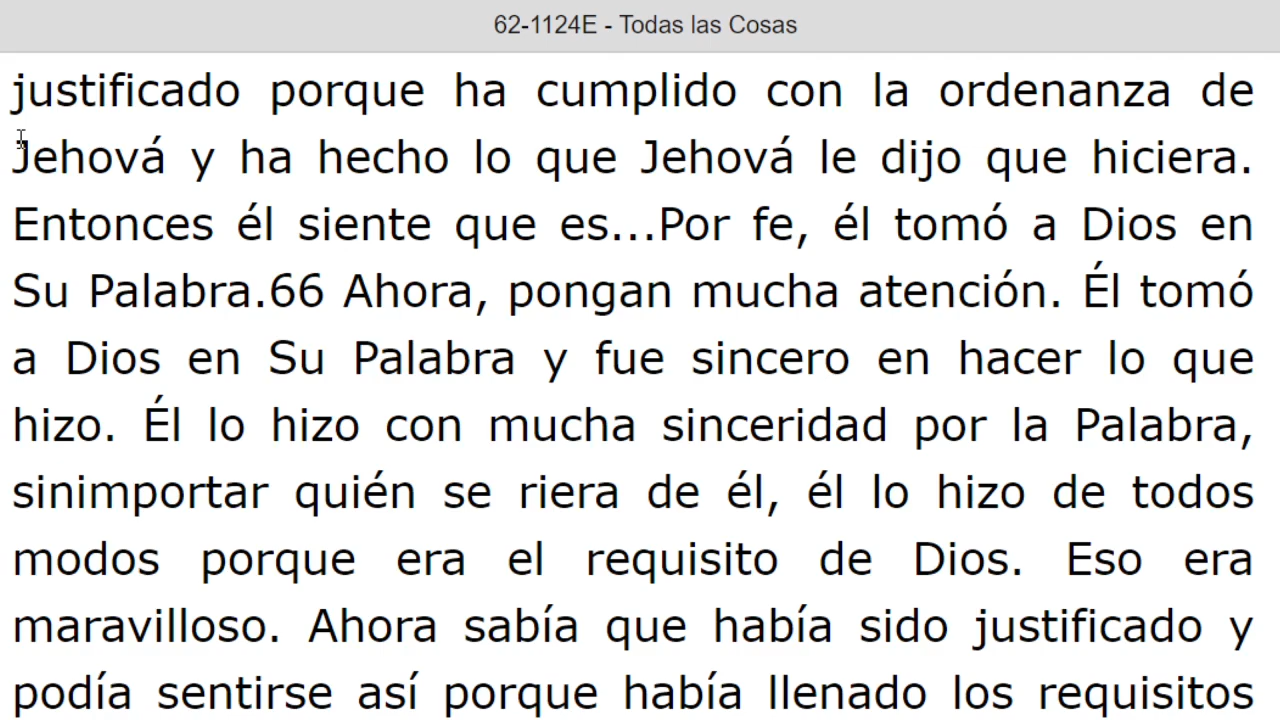 62-1124E - Todas las Cosas
justificado porque ha cumplido con la ordenanza de
Jehová y ha hecho lo que Jehová le dijo que hiciera.
Entonces él siente que es...Por fe, él tomó a Dios en
Su Palabra.66 Ahora, pongan mucha atención. Él tomó
a Dios en Su Palabra y fue sincero en hacer lo que
hizo. Él lo hizo con mucha sinceridad por la Palabra,
sinimportar quién se riera de él, él lo hizo de todos
modos porque era el requisito de Dios. Eso era
maravilloso. Ahora sabía que había sido justificado y
podía sentirse así porque había llenado los requisitos